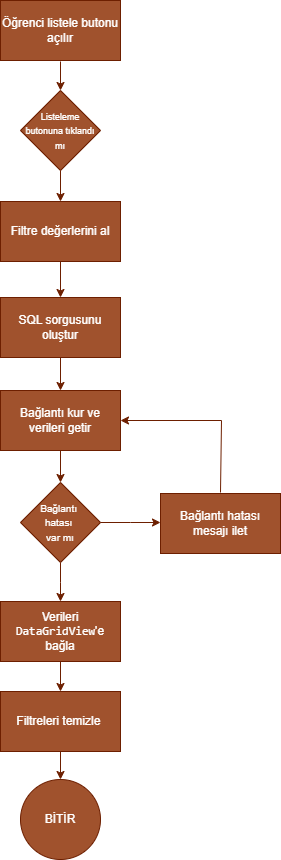 Öğrenci listele butonu
açılır
Listeleme
butonuna tıklandı
mı
Filtre değerlerini al
SQL sorgusunu
oluştur
Bağlantı kur ve
verileri getir
Bağlantı
hatası
var mı
Bağlantı hatası
mesajı ilet
Verileri
DataGridView'e
bağla
Filtreleri temizle
BİTİR